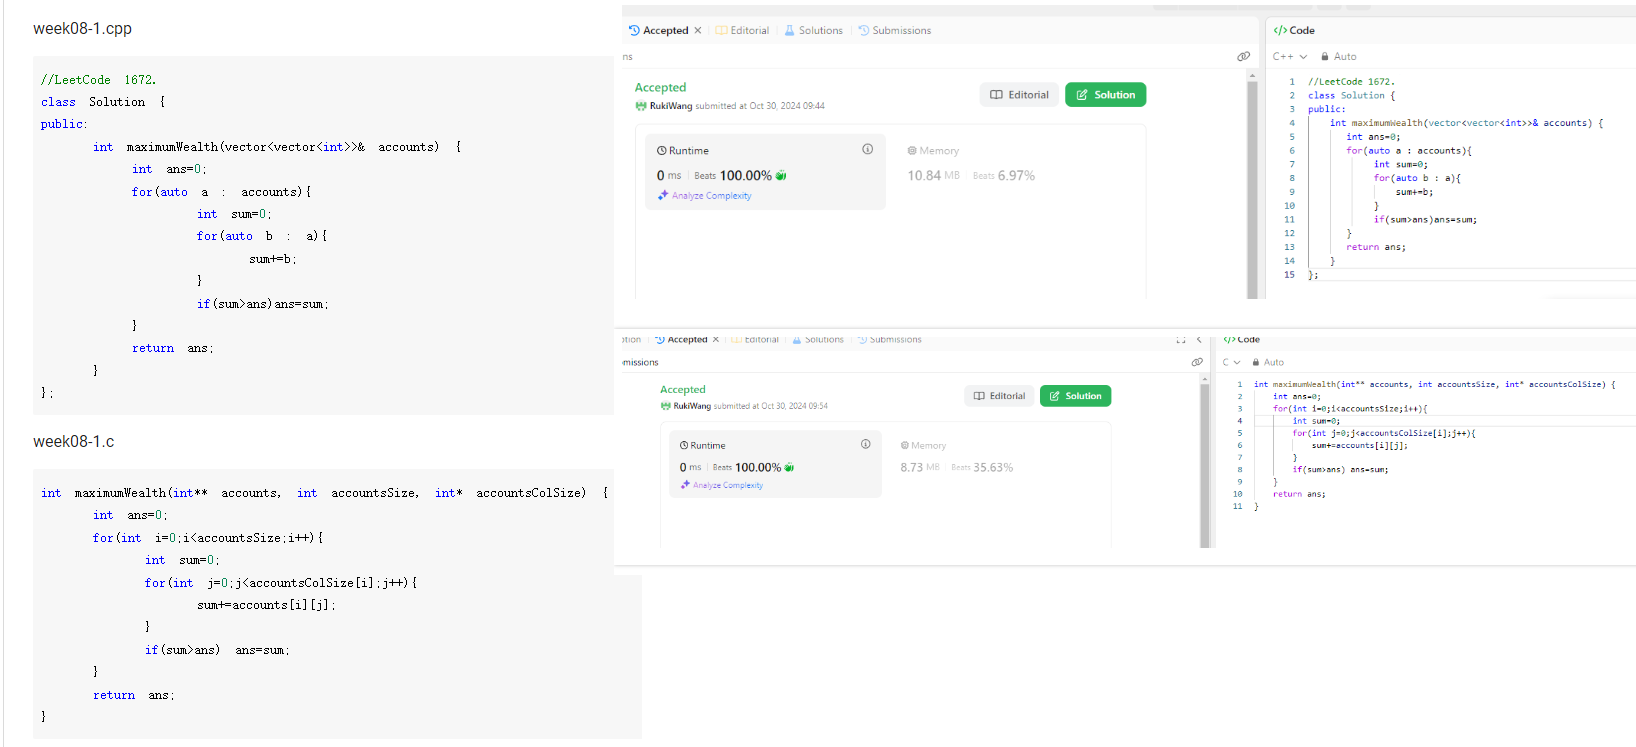 week08-1.cpp
//LeetCode 1672.
class Solution {
public:
int maximumWealth(vector<vector<int>>& accounts) {
int ans=0;
for(auto a : accounts){
int sum=0;
for(auto b : a){
sum+=b;
}
if(sum>ans)ans=sum;
}
return ans;
}
};
week08-1.c
int maximumWealth(int** accounts, int accountsSize, int* accountsColSize) {
int ans=0;
for(int i=0;i<accountsSize;i++){
int sum=0;
for(int j=0;j<accountsColSize[i];j++){
sum+=accounts[i][j];
}
if(sum>ans) ans=sum;
}
return ans;
}
Accepted × Editorial Solutions Submissions
ns
Accepted
RukiWang submitted at Oct 30, 2024 09:44
Editorial Solution
Runtime
0 ms Beats 100.00%
Analyze Complexity
Memory
10.84 MB Beats 6.97%
</> Code
C++ Auto
1 //LeetCode 1672.
2 class Solution {
3 public:
4 int maximumWealth(vector<vector<int>>& accounts) {
5 int ans=0;
6 for(auto a : accounts){
7 int sum=0;
8 for(auto b : a){
9 sum+=b;
10 }
11 if(sum>ans)ans=sum;
12 }
13 return ans;
14 }
15 };
ption Accepted × Editorial Solutions Submissions
omissions
Accepted
RukiWang submitted at Oct 30, 2024 09:54
Editorial Solution
Runtime
0 ms Beats 100.00%
Analyze Complexity
Memory
8.73 MB Beats 35.63%
</> Code
C Auto
1 int maximumWealth(int** accounts, int accountsSize, int* accountsColSize) {
2 int ans=0;
3 for(int i=0;i<accountsSize;i++){
4 int sum=0;
5 for(int j=0;j<accountsColSize[i];j++){
6 sum+=accounts[i][j];
7 }
8 if(sum>ans) ans=sum;
9 }
10 return ans;
11 }